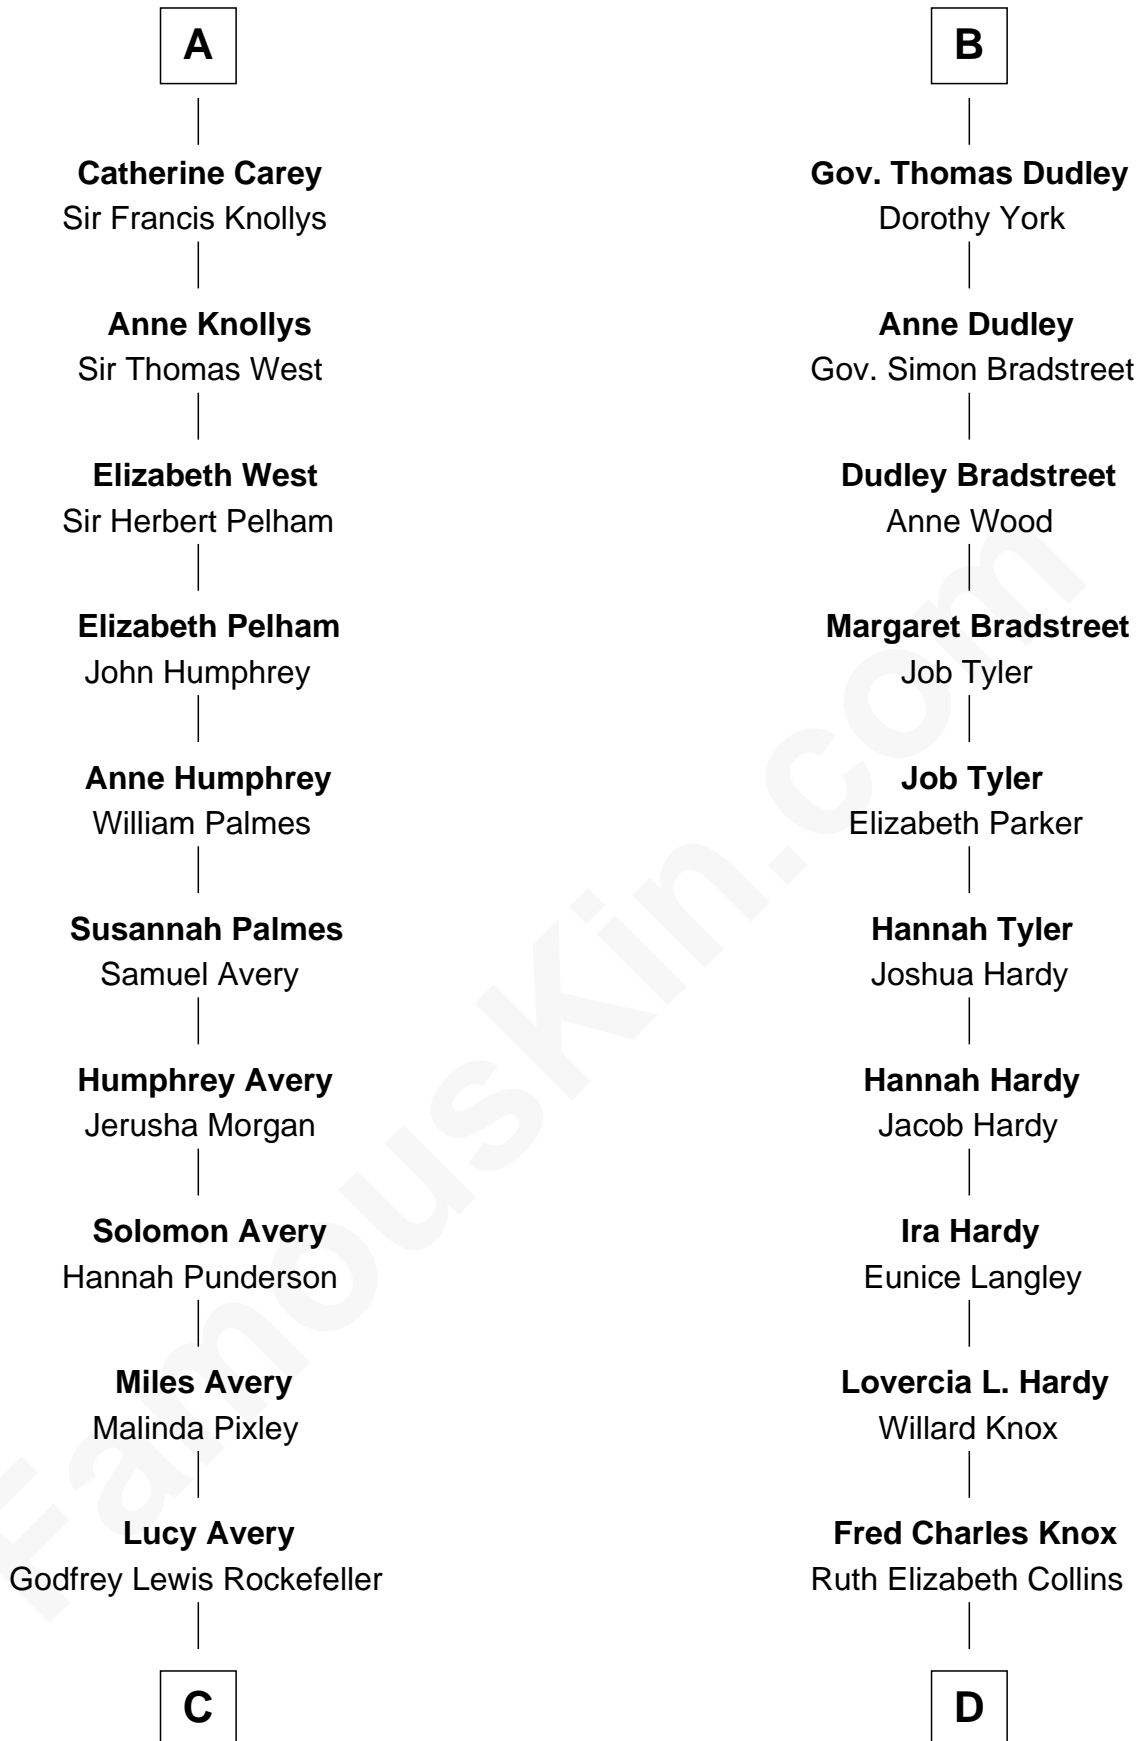 A
Catherine Carey
Sir Francis Knollys
Anne Knollys
Sir Thomas West
Elizabeth West
Sir Herbert Pelham
Elizabeth Pelham
John Humphrey
Anne Humphrey
William Palmes
Susannah Palmes
Samuel Avery
Humphrey Avery
Jerusha Morgan
Solomon Avery
Hannah Punderson
Miles Avery
Malinda Pixley
Lucy Avery
Godfrey Lewis Rockefeller
C
B
Gov. Thomas Dudley
Dorothy York
Anne Dudley
Gov. Simon Bradstreet
Dudley Bradstreet
Anne Wood
Margaret Bradstreet
Job Tyler
Job Tyler
Elizabeth Parker
Hannah Tyler
Joshua Hardy
Hannah Hardy
Jacob Hardy
Ira Hardy
Eunice Langley
Lovercia L. Hardy
Willard Knox
Fred Charles Knox
Ruth Elizabeth Collins
D
FamousKin.com